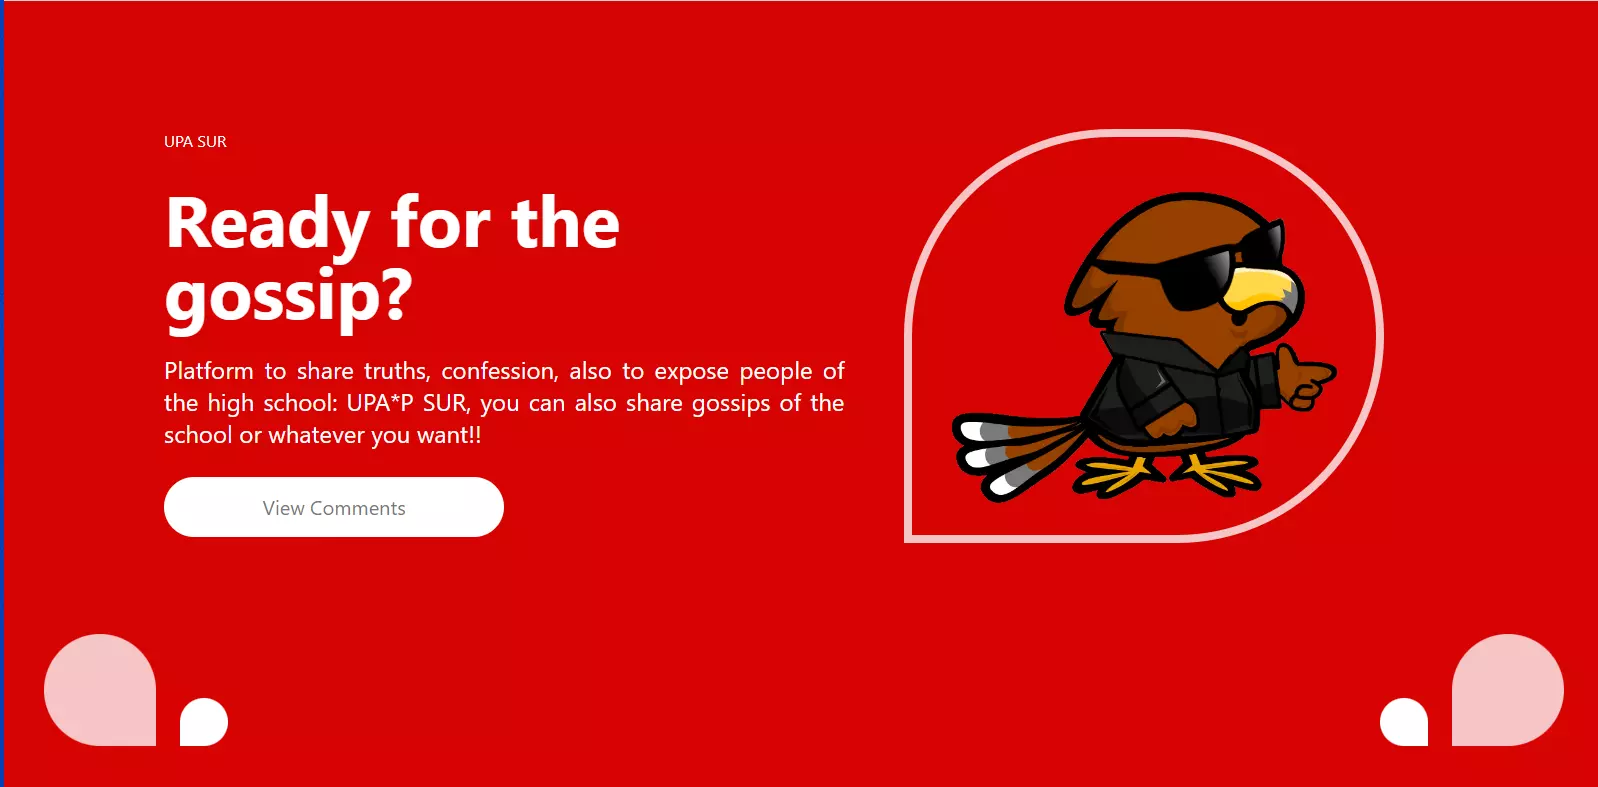 UPA SUR
Ready for the
gossip?
Platform to share truths, confession, also to expose people of
the high school: UPA*P SUR, you can also share gossips of the
school or whatever you want!!
View Comments